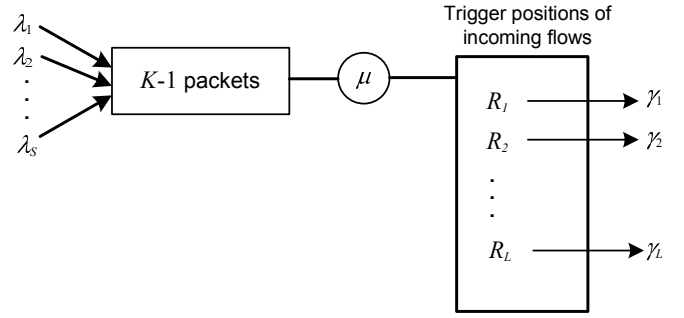 Trigger positions of
incoming flows
λ1
λ2
.
.
.
λS
K-1 packets
μ
R1
γ1
R2
γ2
.
.
.
RL
γL